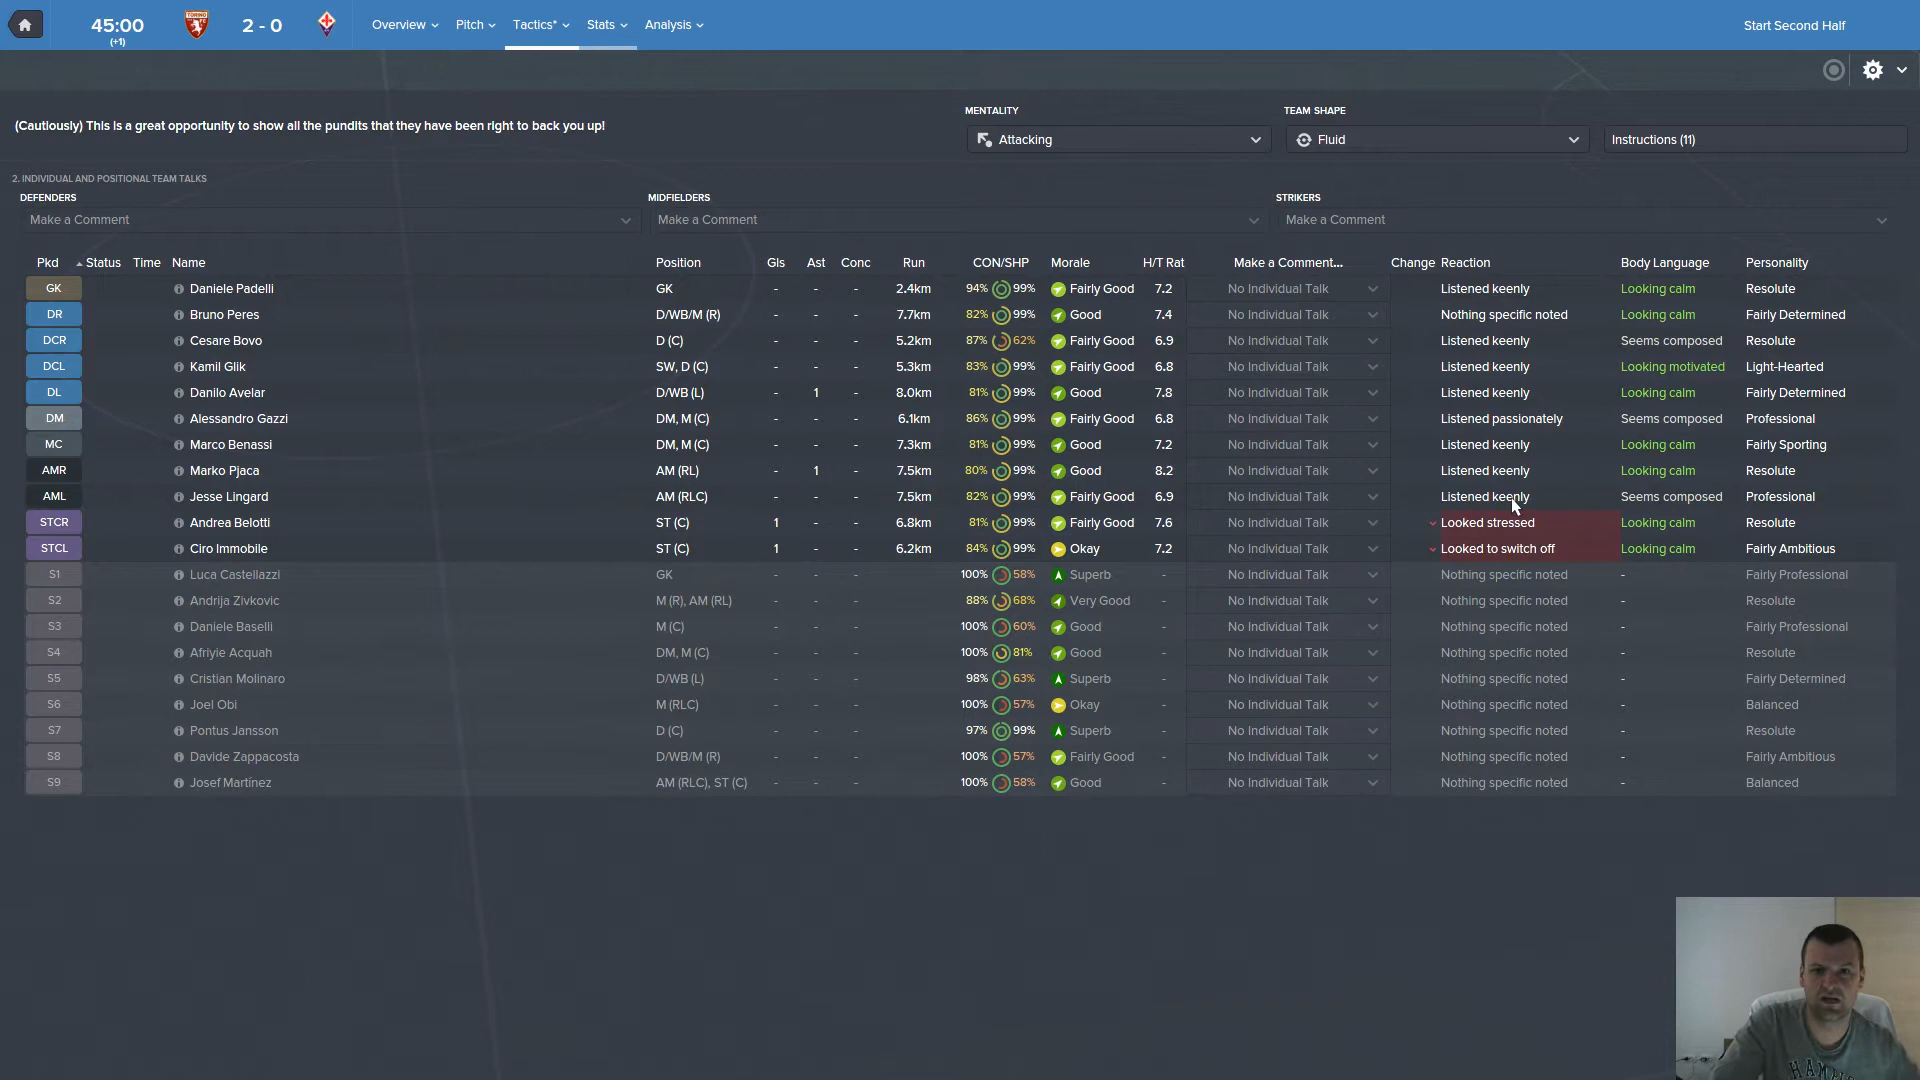 45:00
(+1)
2 - 0
Overview
Pitch
Tactics*
Stats
Analysis
Start Second Half
(Cautiously) This is a great opportunity to show all the pundits that they have been right to back you up!
MENTALITY
Attacking
TEAM SHAPE
Fluid
Instructions (11)
2. INDIVIDUAL AND POSITIONAL TEAM TALKS
DEFENDERS
MIDFIELDERS
STRIKERS
Make a Comment
Make a Comment
Make a Comment
Pkd Status Time Name Position Gls Ast Conc Run CON/SHP Morale H/T Rat Make a Comment... Change Reaction Body Language Personality
GK Daniele Padelli GK - - - 2.4km 94% 99% Fairly Good 7.2 No Individual Talk Listened keenly Looking calm Resolute
DR Bruno Peres D/WB/M (R) - - - 7.7km 82% 99% Good 7.4 No Individual Talk Nothing specific noted Looking calm Fairly Determined
DCR Cesare Bovo D (C) - - - 5.2km 87% 62% Fairly Good 6.9 No Individual Talk Listened keenly Seems composed Resolute
DCL Kamil Glik SW, D (C) - - - 5.3km 83% 99% Fairly Good 6.8 No Individual Talk Listened keenly Looking motivated Light-Hearted
DL Danilo Avelar D/WB (L) - 1 - 8.0km 81% 99% Good 7.8 No Individual Talk Listened keenly Looking calm Fairly Determined
DM Alessandro Gazzi DM, M (C) - - - 6.1km 86% 99% Fairly Good 6.8 No Individual Talk Listened passionately Seems composed Professional
MC Marco Benassi DM, M (C) - - - 7.3km 81% 99% Good 7.2 No Individual Talk Listened keenly Looking calm Fairly Sporting
AMR Marko Pjaca AM (RL) - 1 - 7.5km 80% 99% Good 8.2 No Individual Talk Listened keenly Looking calm Resolute
AML Jesse Lingard AM (RLC) - - - 7.5km 82% 99% Fairly Good 6.9 No Individual Talk Listened keenly Seems composed Professional
STCR Andrea Belotti ST (C) 1 - - 6.8km 81% 99% Fairly Good 7.6 No Individual Talk Looked stressed Looking calm Resolute
STCL Ciro Immobile ST (C) 1 - - 6.2km 84% 99% Okay 7.2 No Individual Talk Looked to switch off Looking calm Fairly Ambitious
S1 Luca Castellazzi GK - - - - 100% 58% Superb - No Individual Talk Nothing specific noted - Fairly Professional
S2 Andrija Zivkovic M (R), AM (RL) - - - - 88% 68% Very Good - No Individual Talk Nothing specific noted - Resolute
S3 Daniele Baselli M (C) - - - - 100% 60% Good - No Individual Talk Nothing specific noted - Fairly Professional
S4 Afriyie Acquah DM, M (C) - - - - 100% 81% Good - No Individual Talk Nothing specific noted - Resolute
S5 Cristian Molinaro D/WB (L) - - - - 98% 63% Superb - No Individual Talk Nothing specific noted - Fairly Determined
S6 Joel Obi M (RLC) - - - - 100% 57% Okay - No Individual Talk Nothing specific noted - Balanced
S7 Pontus Jansson D (C) - - - - 97% 99% Superb - No Individual Talk Nothing specific noted - Resolute
S8 Davide Zappacosta D/WB/M (R) - - - - 100% 57% Fairly Good - No Individual Talk Nothing specific noted - Fairly Ambitious
S9 Josef Martínez AM (RLC), ST (C) - - - - 100% 58% Good - No Individual Talk Nothing specific noted - Balanced